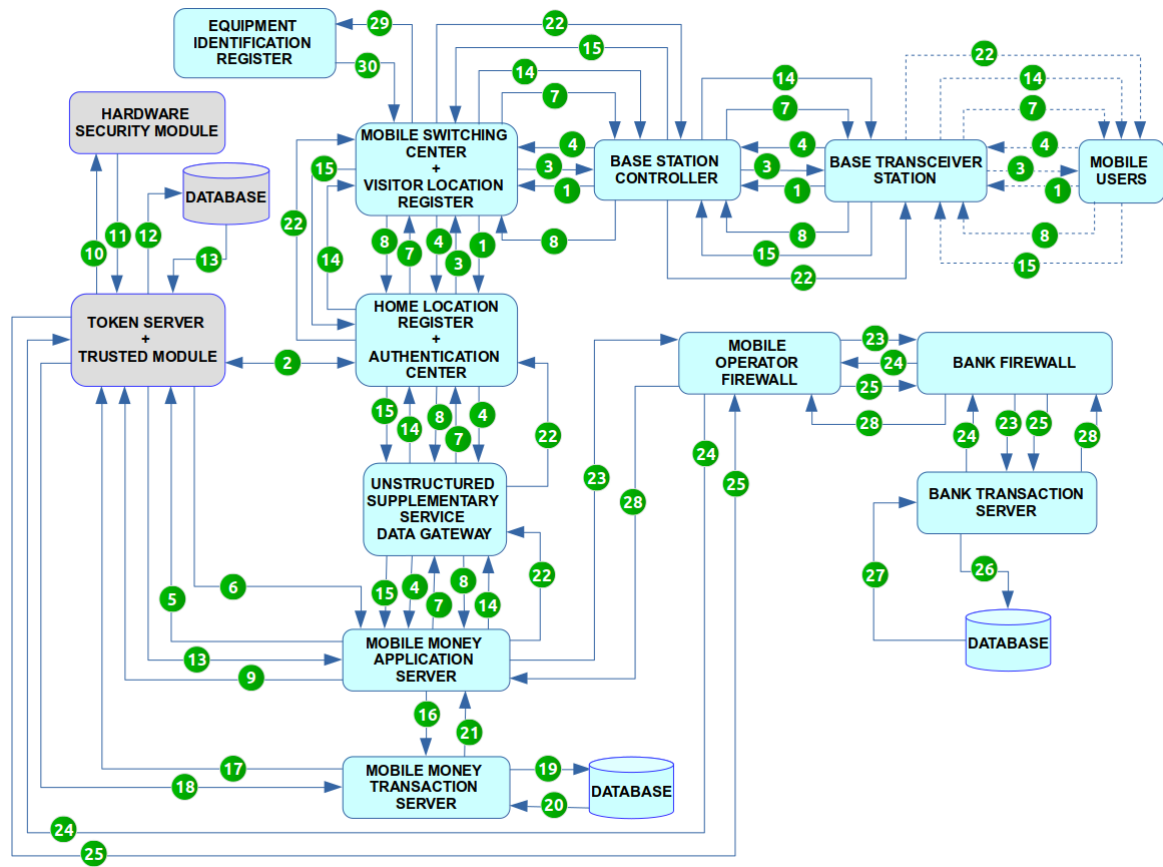 29
22
EQUIPMENT
IDENTIFICATION
REGISTER
15
22
30
14
14
14
HARDWARE
SECURITY MODULE
7
7
7
MOBILE SWITCHING
CENTER
+
VISITOR LOCATION
REGISTER
4
4
4
15
3
BASE STATION
CONTROLLER
3
BASE TRANSCEIVER
STATION
3
MOBILE
USERS
1
1
1
DATABASE
22
10
11
12
13
14
8
7
4
3
1
8
8
8
15
15
22
TOKEN SERVER
+
TRUSTED MODULE
HOME LOCATION
REGISTER
+
AUTHENTICATION
CENTER
2
MOBILE
OPERATOR
FIREWALL
23
24
25
28
BANK FIREWALL
15
14
8
7
4
22
23
28
24
25
24
23
25
28
UNSTRUCTURED
SUPPLEMENTARY
SERVICE
DATA GATEWAY
BANK TRANSACTION
SERVER
5
6
15
4
7
8
14
22
27
26
MOBILE MONEY
APPLICATION
SERVER
13
9
DATABASE
16
21
17
18
MOBILE MONEY
TRANSACTION
SERVER
19
20
DATABASE
24
25